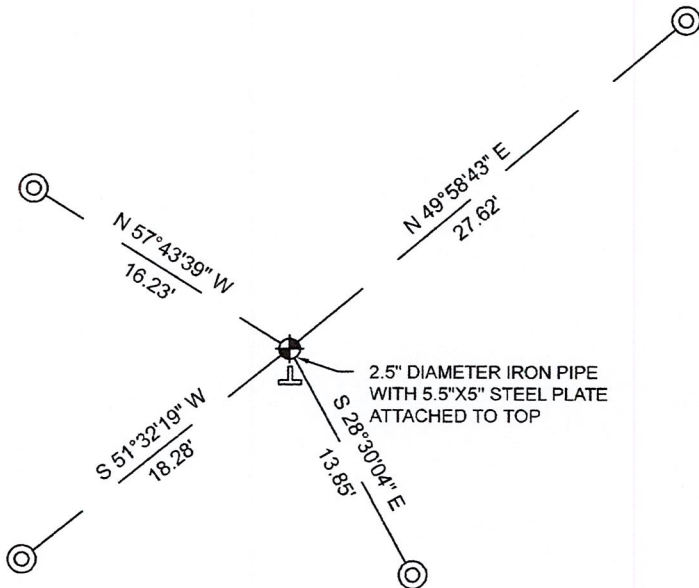 N 49°58'43" E
27.62'
N 57°43'39" W
16.23'
2.5" DIAMETER IRON PIPE
WITH 5.5"X5" STEEL PLATE
ATTACHED TO TOP
S 51°32'19" W
18.28'
S 28°30'04" E
13.85'